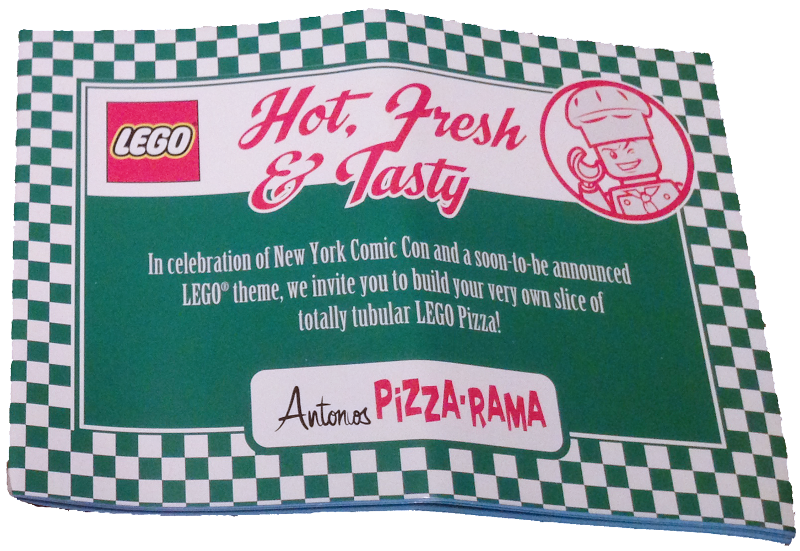 LEGO
Hot, Fresh
& Tasty
In celebration of New York Comic Con and a soon-to-be announced
LEGO® theme, we invite you to build your very own slice of
totally tubular LEGO Pizza!
Antonios PiZZA·RAMA